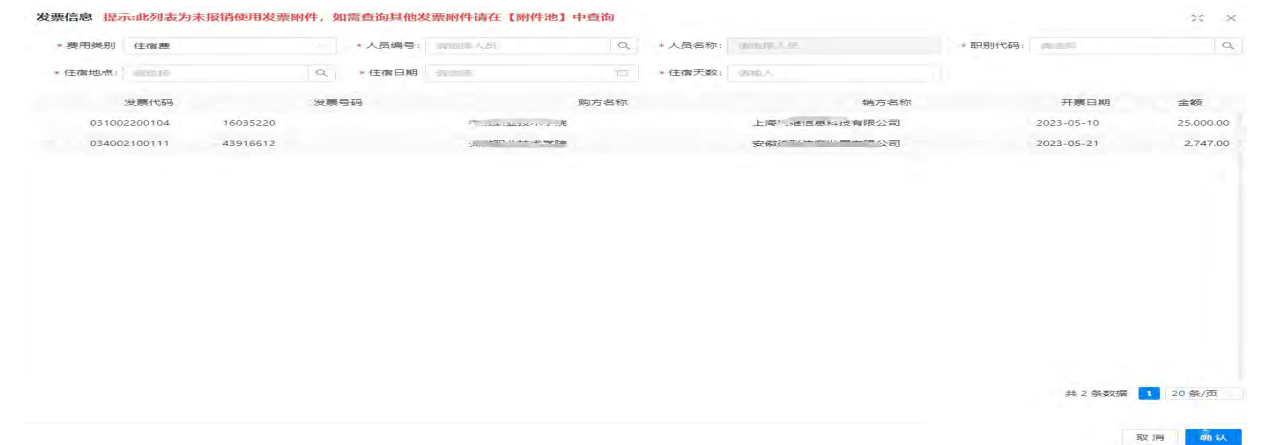 发票信息 提示:此列表为未报销使用发票附件，如需查询其他发票附件请在【附件池】中查询
* 费用类别 住宿费 * 人员编号: 请选择人员 * 人员名称: 请选择人员 * 职别代码: 请选择
* 住宿地点: 请选择 * 住宿日期 请选择 * 住宿天数: 请输入
发票代码 发票号码 购方名称 销方名称 开票日期 金额
031002200104 16035220 上海 信息科技有限公司 2023-05-10 25,000.00
034002100111 43916612 安徽 有限公司 2023-05-21 2,747.00
共 2 条数据 1 20 条/页
取 消 确 认